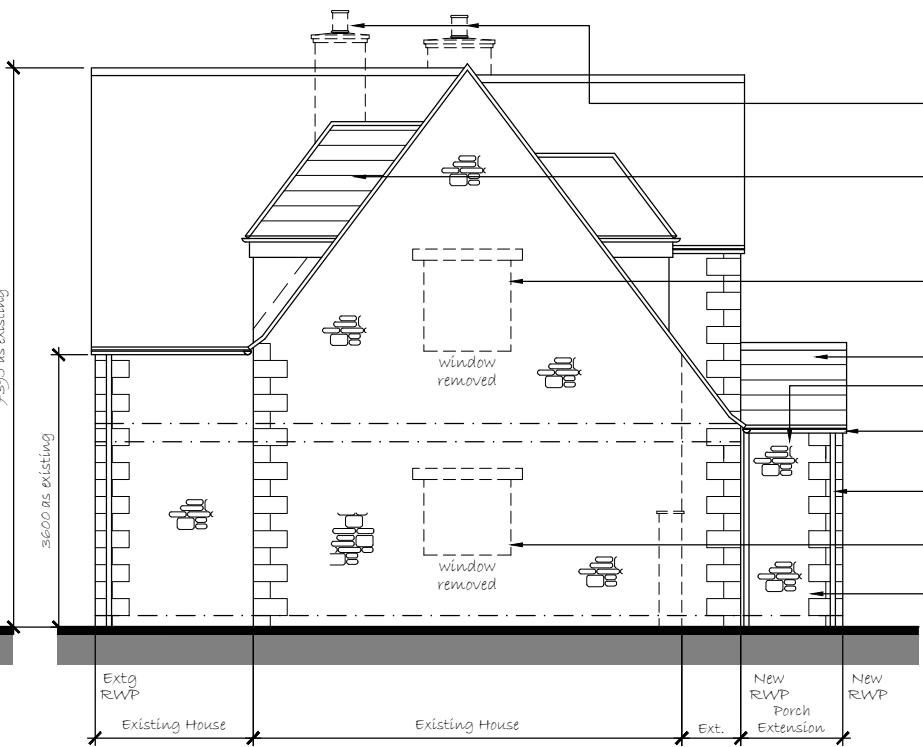 as existing
3600 as existing
window
removed
window
removed
Extg
RWP
New
RWP
New
RWP
Existing House
Existing House
Ext.
Porch
Extension